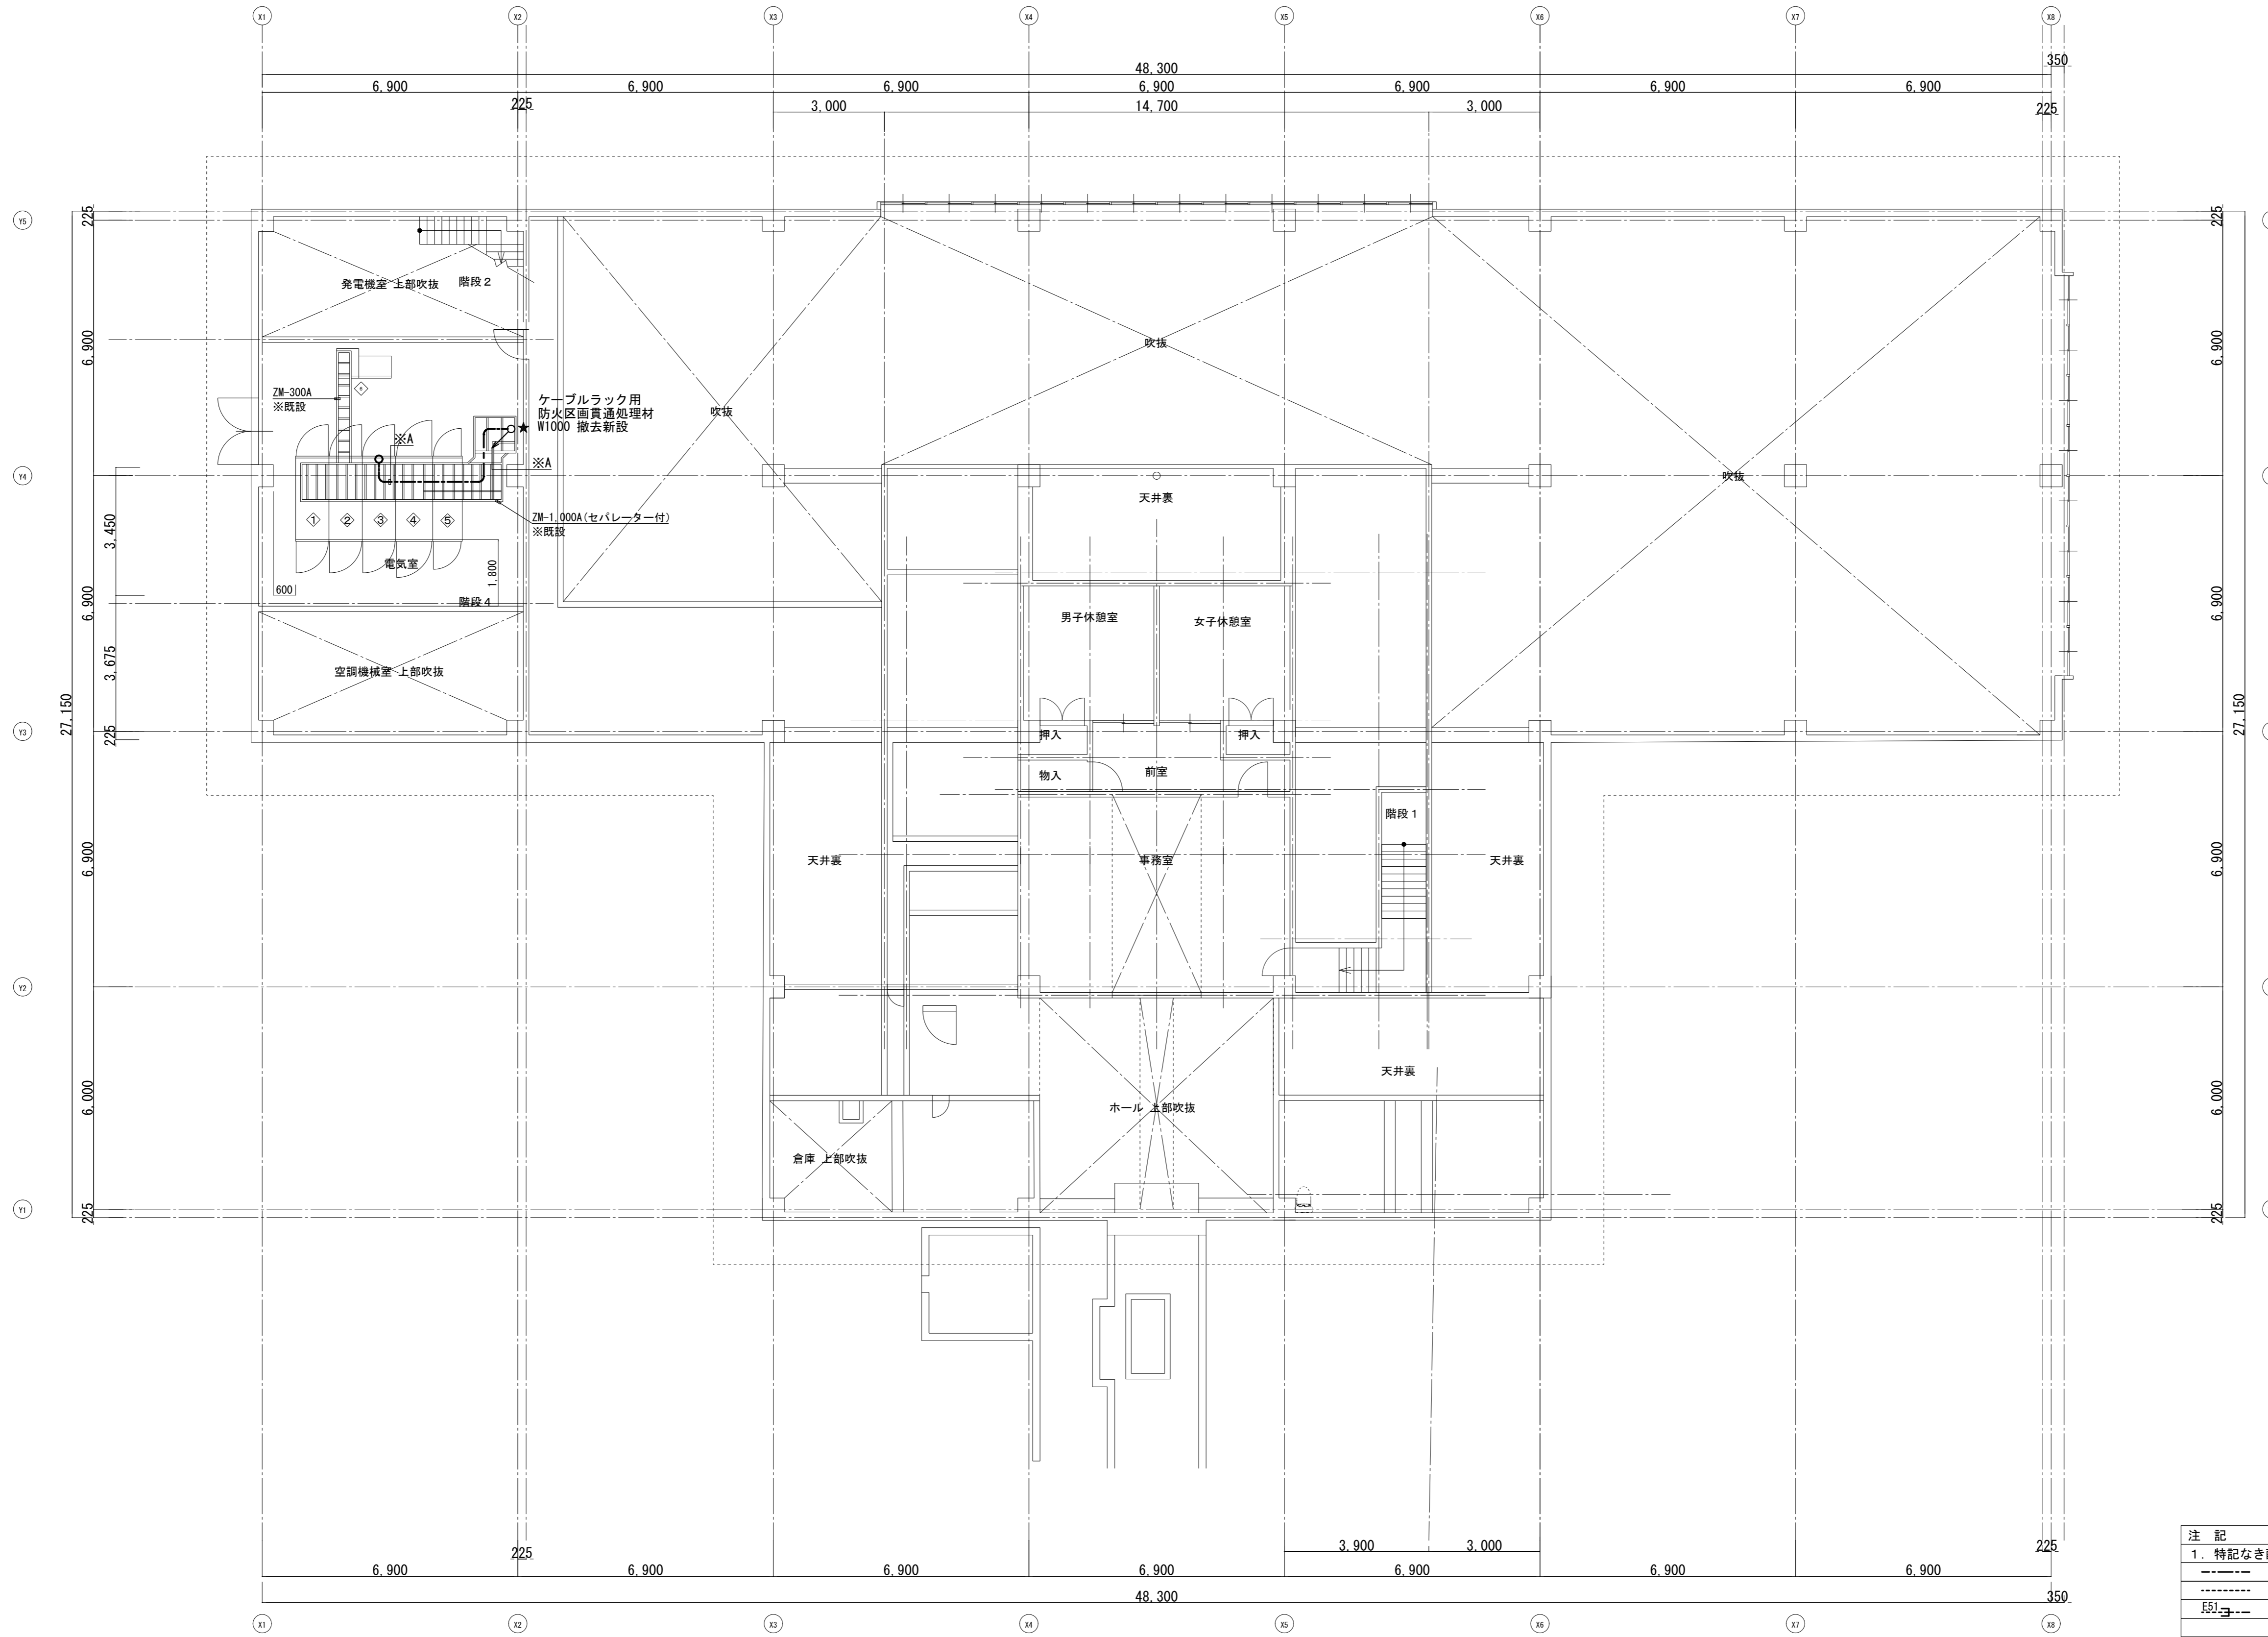 X1 X2 X3 X4 X5 X6 X7 X8
48,300
350
6,900 6,900 6,900 6,900 6,900 6,900 6,900
225
3,000 14,700 3,000
225
Y5
225
225
発電機室 上部吹抜
階段2
6,900
吹抜
6,900
ZM-300A
※既設
ケーブルラック用
防火区画貫通処理材
W1000 撤去新設
吹抜
※A
※A
Y4
吹抜
天井裏
3,450
1 2 3 4 5
ZM-1,000A(セパレーター付)
※既設
電気室
1,800
600
階段4
6,900
6,900
男子休憩室
女子休憩室
3,675
空調機械室 上部吹抜
27,150
27,150
Y3
225
押入
押入
物入
前室
階段1
6,900
天井裏
事務室
天井裏
6,900
Y2
天井裏
6,000
ホール 上部吹抜
6,000
倉庫 上部吹抜
Y1
225
225
注 記
3,900 3,000
225
225
1. 特記なき
6,900 6,900 6,900 6,900 6,900 6,900 6,900
48,300
350
E51
X1 X2 X3 X4 X5 X6 X7 X8